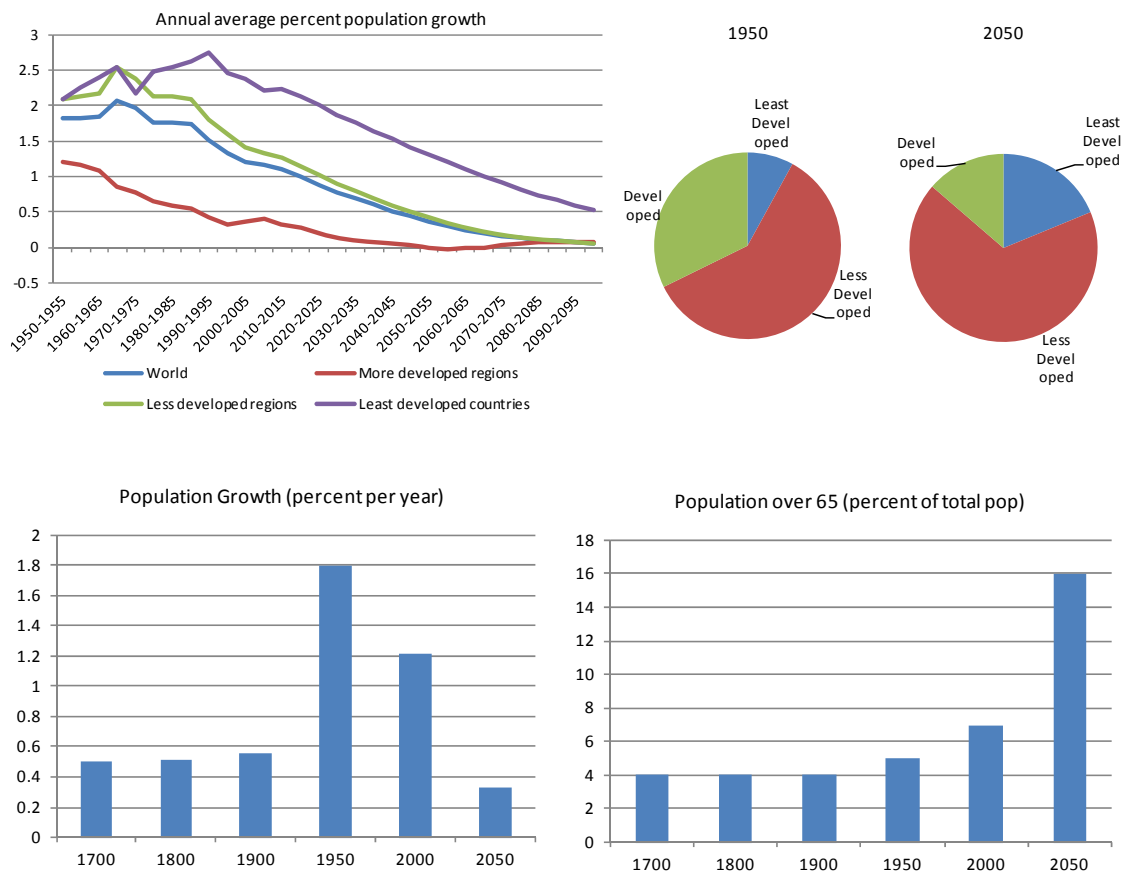 Annual average percent population growth
3
2.5
2
1.5
1
0.5
0
-0.5
1950-1955
1960-1965
1970-1975
1980-1985
1990-1995
2000-2005
2010-2015
2020-2025
2030-2035
2040-2045
2050-2055
2060-2065
2070-2075
2080-2085
2090-2095
World
More developed regions
Less developed regions
Least developed countries
1950
Least
Devel
oped
Devel
oped
Less
Devel
oped
2050
Devel
oped
Least
Devel
oped
Less
Devel
oped
Population Growth (percent per year)
2
1.8
1.6
1.4
1.2
1
0.8
0.6
0.4
0.2
0
1700 1800 1900 1950 2000 2050
Population over 65 (percent of total pop)
18
16
14
12
10
8
6
4
2
0
1700 1800 1900 1950 2000 2050